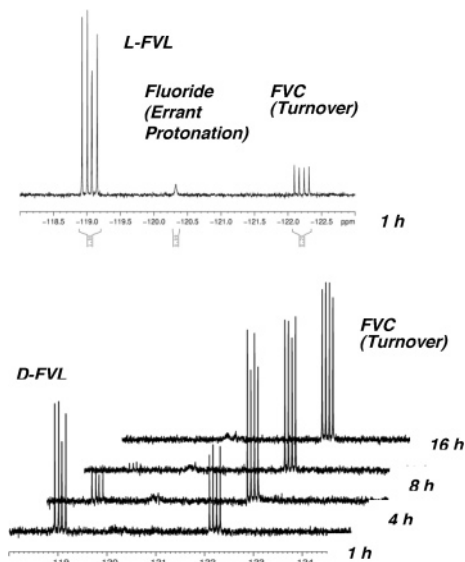 L-FVL
Fluoride
(Errant
Protonation)
FVC
(Turnover)
-118.5 -119.0 -119.5 -120.0 -120.5 -121.0 -121.5 -122.0 -122.5 ppm
1 h
FVC
(Turnover)
D-FVL
16 h
8 h
4 h
1 h